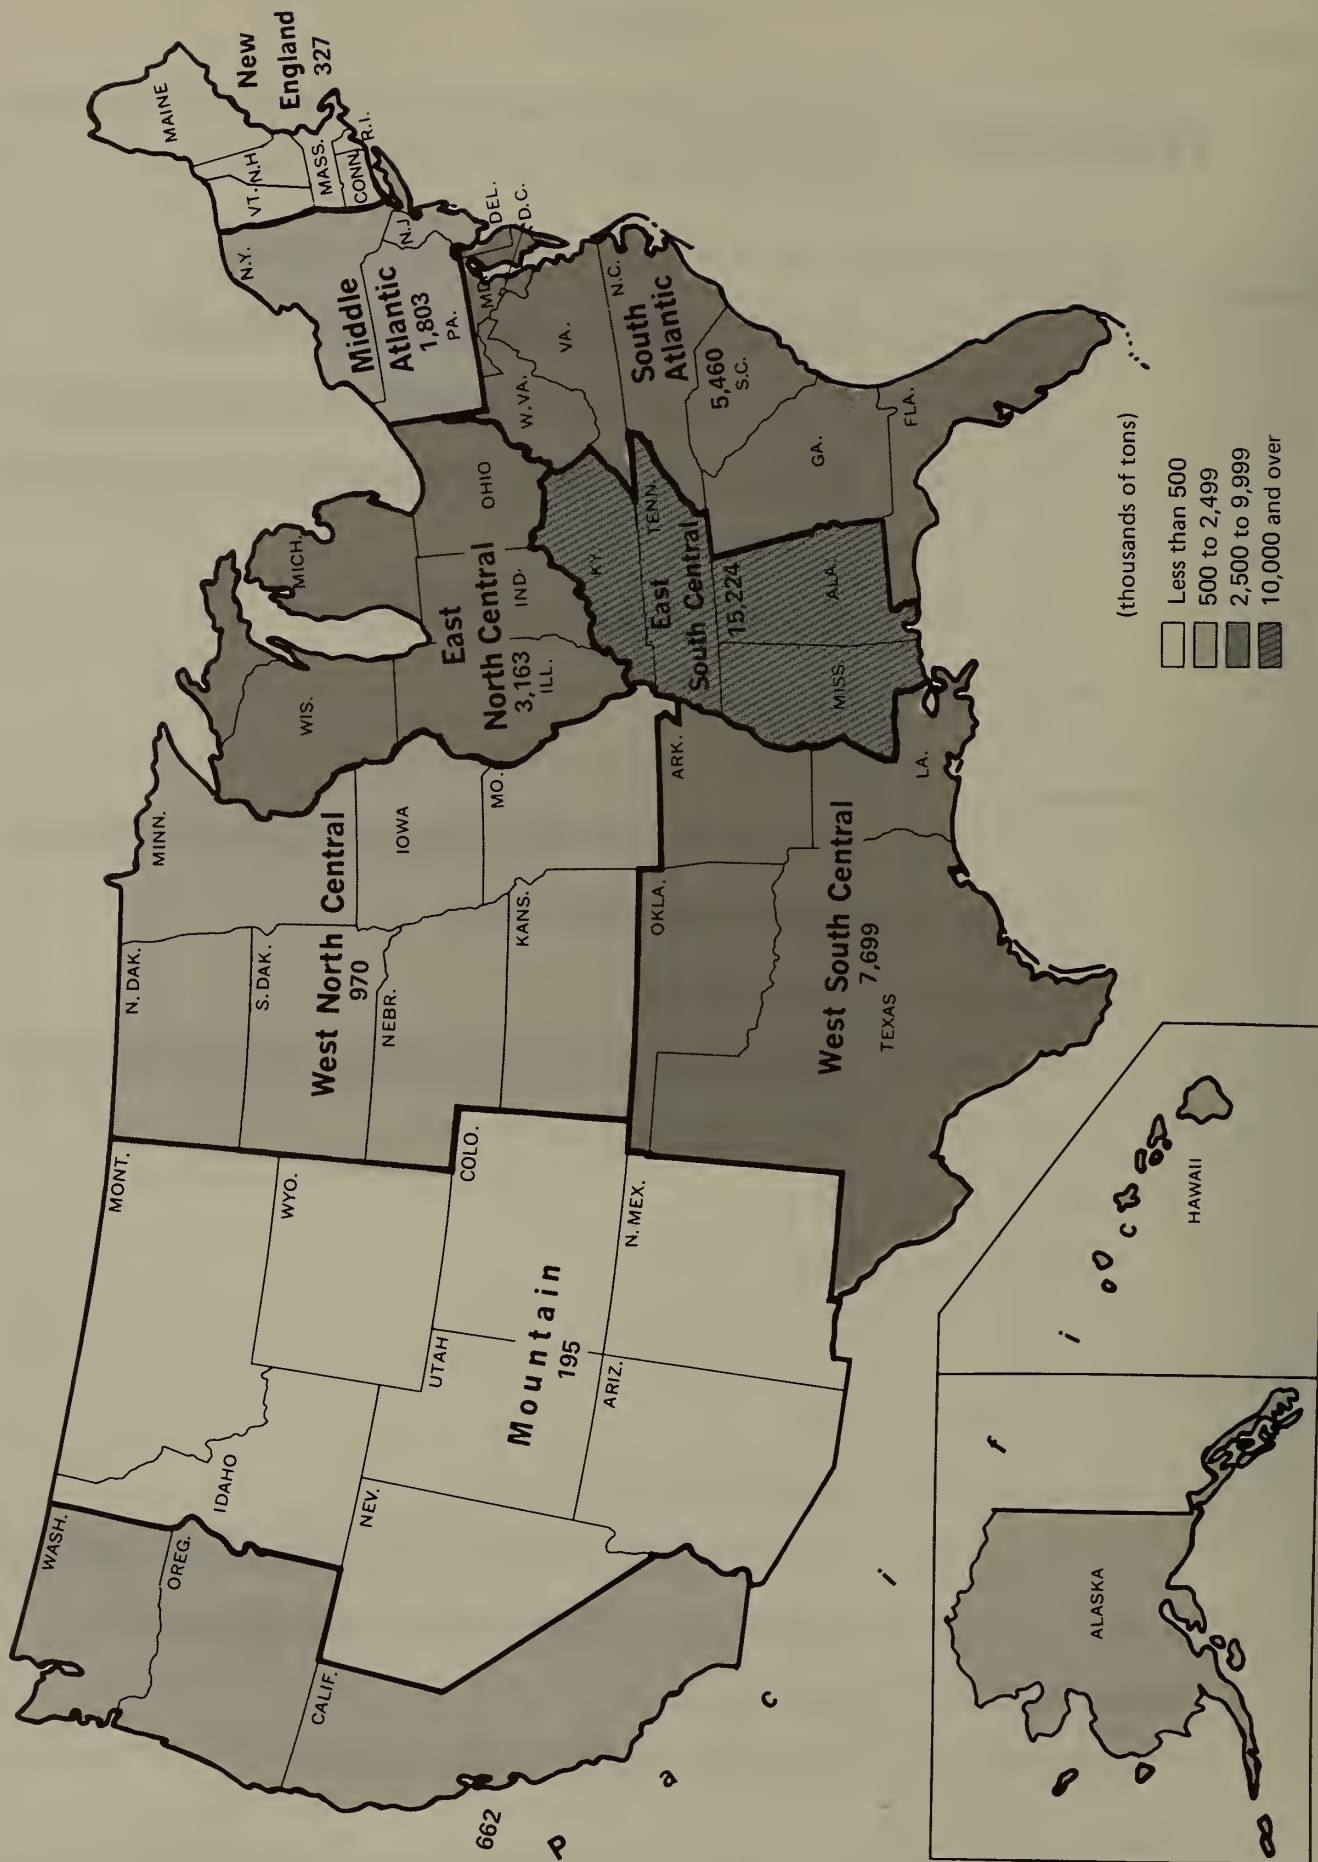 WASH.
OREG.
CALIF.
IDAHO
NEV.
MONT.
WYO.
UTAH
COLO.
ARIZ.
N. MEX.
Mountain
195
N. DAK.
S. DAK.
NEBR.
KANS.
MINN.
IOWA
MO.
West North Central
970
OKLA.
TEXAS
ARK.
LA.
West South Central
7,699
WIS.
MICH.
ILL.
IND.
OHIO
East
North Central
3,163
KY.
TENN.
MISS.
ALA.
East
South Central
15,224
W. VA.
VA.
MD.
DEL.
D.C.
N.C.
S.C.
GA.
FLA.
South
Atlantic
5,460
N.Y.
N.J.
PA.
Middle
Atlantic
1,803
MAINE
VT.
N.H
MASS.
CONN.
R.I.
New
England
327
662
P a c i f i c
ALASKA
HAWAII
(thousands of tons)
Less than 500
500 to 2,499
2,500 to 9,999
10,000 and over